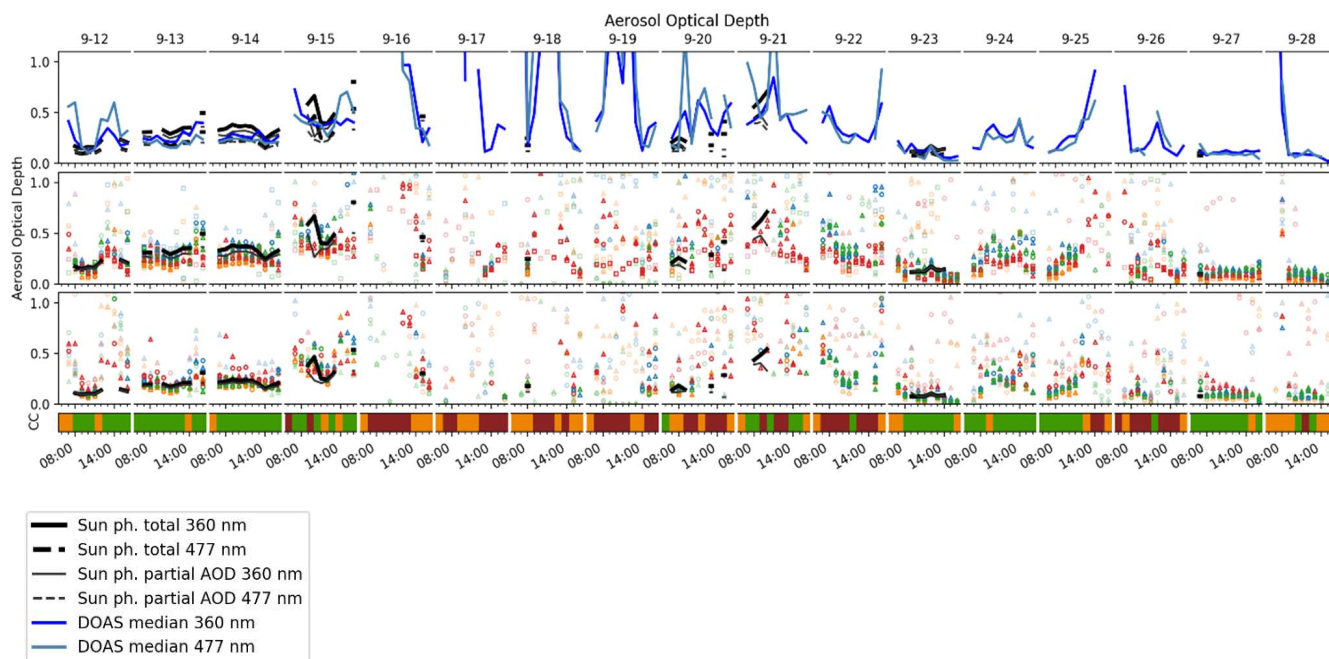 Aerosol Optical Depth
9-12 9-13 9-14 9-15 9-16 9-17 9-18 9-19 9-20 9-21 9-22 9-23 9-24 9-25 9-26 9-27 9-28
1.0
0.5
0.0
Aerosol Optical Depth
1.0
0.5
0.0
1.0
0.5
0.0
CC
08:00 14:00 08:00 14:00 08:00 14:00 08:00 14:00 08:00 14:00 08:00 14:00 08:00 14:00 08:00 14:00 08:00 14:00 08:00 14:00 08:00 14:00 08:00 14:00 08:00 14:00 08:00 14:00 08:00 14:00 08:00 14:00 08:00 14:00
Sun ph. total 360 nm
Sun ph. total 477 nm
Sun ph. partial AOD 360 nm
Sun ph. partial AOD 477 nm
DOAS median 360 nm
DOAS median 477 nm